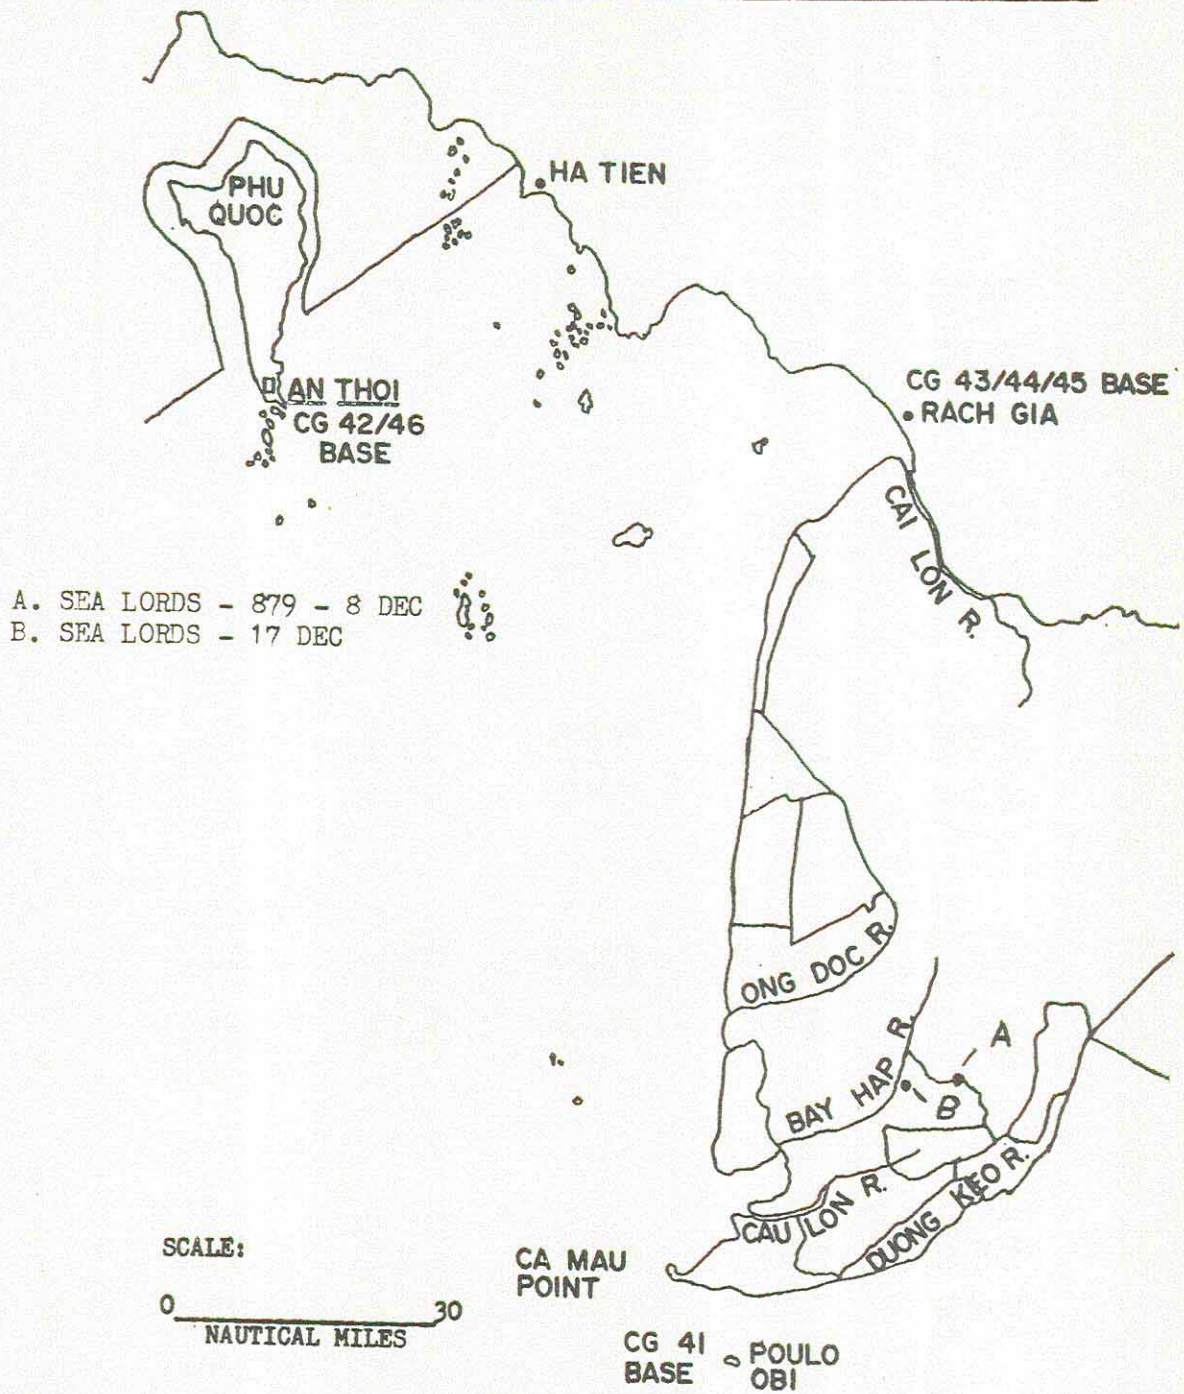 HA TIEN
PHU
QUOC
AN THOI
CG 42/46
BASE
CG 43/44/45 BASE
RACH GIA
CAI LON R.
A. SEA LORDS - 879 - 8 DEC
B. SEA LORDS - 17 DEC
ONG DOC R.
A
BAY HAP R.
B
CAU LON R.
DUONG KEO R.
SCALE:
0 30
NAUTICAL MILES
CA MAU
POINT
CG 41
BASE
POULO
OBI